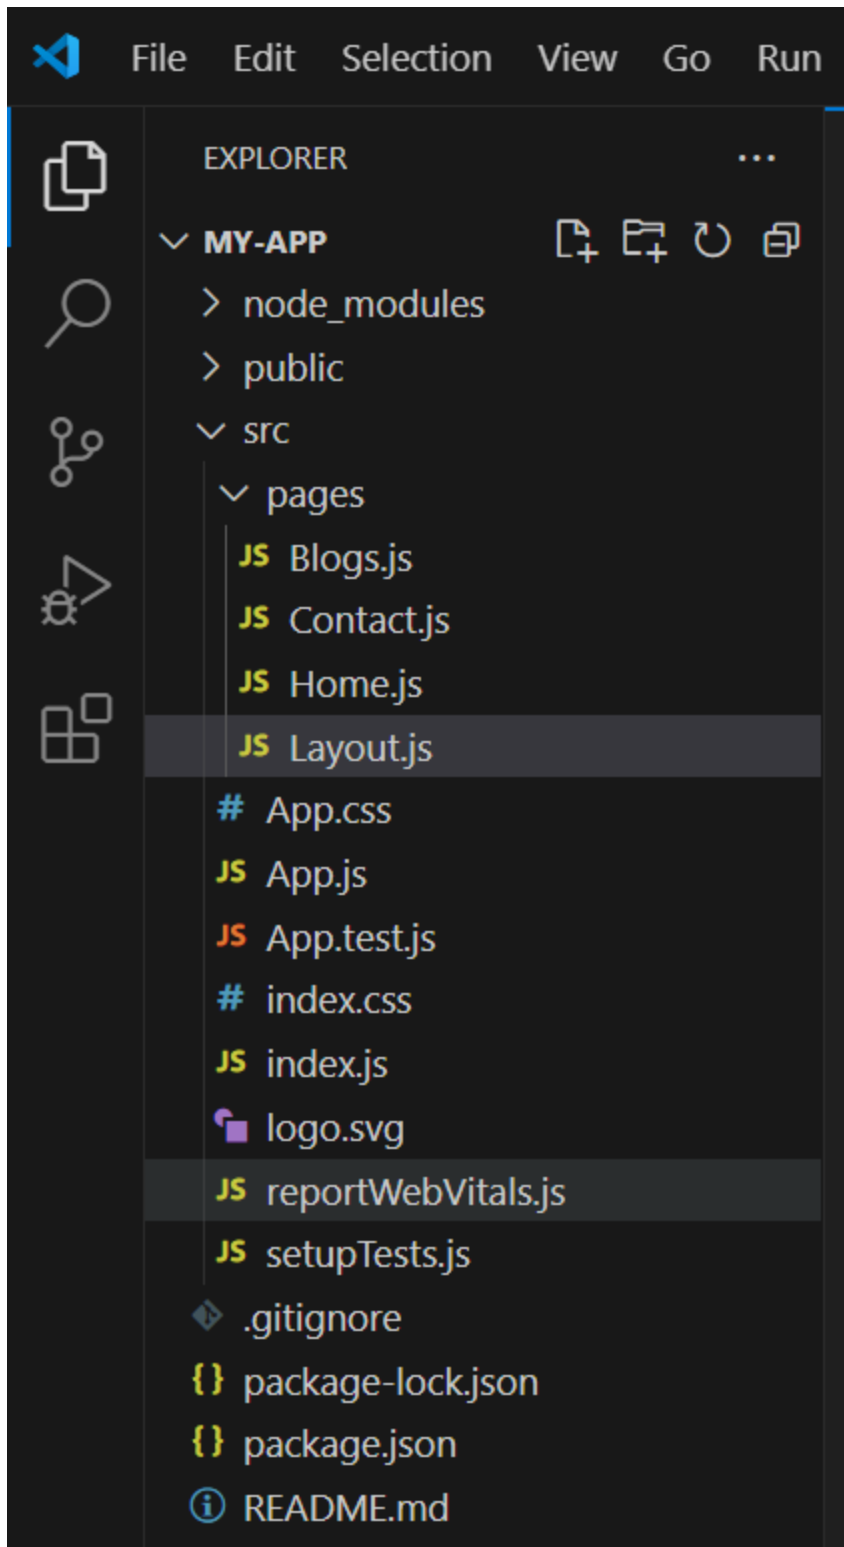 File Edit Selection View Go Run
EXPLORER
MY-APP
node_modules
public
src
pages
JS Blogs.js
JS Contact.js
JS Home.js
JS Layout.js
# App.css
JS App.js
JS App.test.js
# index.css
JS index.js
logo.svg
JS reportWebVitals.js
JS setupTests.js
.gitignore
{} package-lock.json
{} package.json
README.md